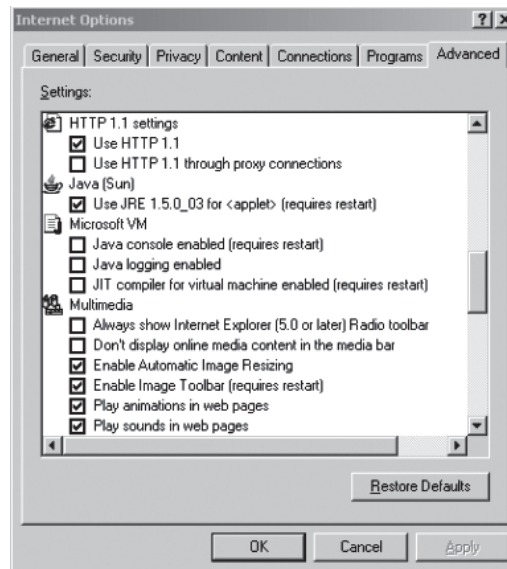 Internet Options
General Security Privacy Content Connections Programs Advanced
Settings:
HTTP 1.1 settings
Use HTTP 1.1
Use HTTP 1.1 through proxy connections
Java (Sun)
Use JRE 1.5.0_03 for <applet> (requires restart)
Microsoft VM
Java console enabled (requires restart)
Java logging enabled
JIT compiler for virtual machine enabled (requires restart)
Multimedia
Always show Internet Explorer (5.0 or later) Radio toolbar
Don't display online media content in the media bar
Enable Automatic Image Resizing
Enable Image Toolbar (requires restart)
Play animations in web pages
Play sounds in web pages
Restore Defaults
OK Cancel Apply